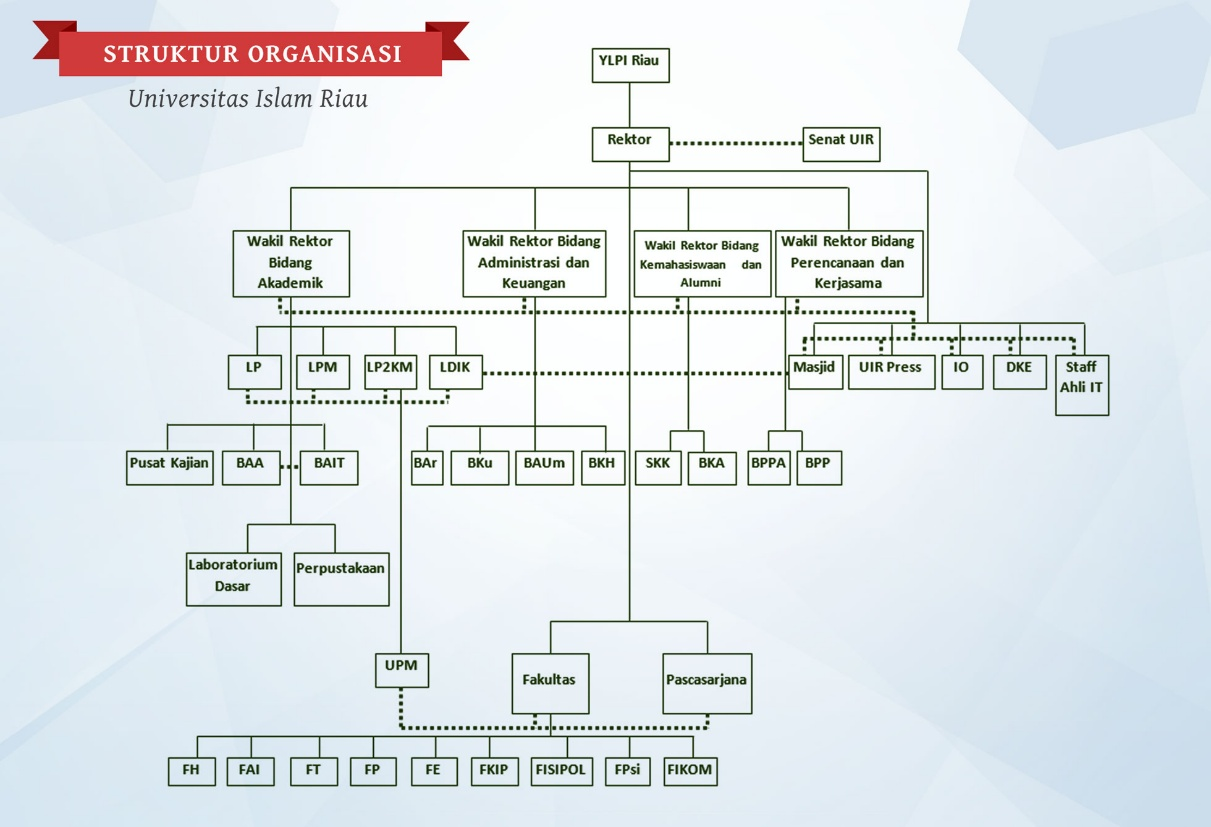 STRUKTUR ORGANISASI
Universitas Islam Riau
YLPI Riau
Rektor
Senat UIR
Wakil Rektor
Bidang
Akademik
Wakil Rektor Bidang
Administrasi dan
Keuangan
Wakil Rektor Bidang
Kemahasiswaan dan
Alumni
Wakil Rektor Bidang
Perencanaan dan
Kerjasama
LP
LPM
LP2KM
LDIK
Masjid
UIR Press
IO
DKE
Staff
Ahli IT
Pusat Kajian
BAA
BAIT
BAr
BKu
BAUm
BKH
SKK
BKA
BPPA
BPP
Laboratorium
Dasar
Perpustakaan
UPM
Fakultas
Pascasarjana
FH
FAI
FT
FP
FE
FKIP
FISIPOL
FPsi
FIKOM